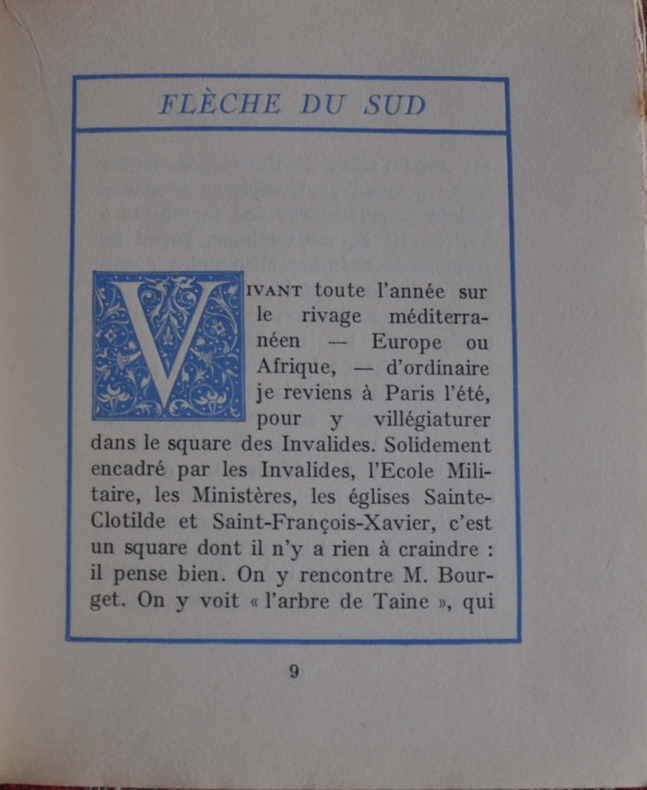 FLÈCHE DU SUD
VIVANT toute l'année sur
le rivage méditerra-
néen — Europe ou
Afrique, — d'ordinaire
je reviens à Paris l'été,
pour y villégiaturer
dans le square des Invalides. Solidement
encadré par les Invalides, l'Ecole Mili-
taire, les Ministères, les églises Sainte-
Clotilde et Saint-François-Xavier, c'est
un square dont il n'y a rien à craindre :
il pense bien. On y rencontre M. Bour-
get. On y voit « l'arbre de Taine », qui
9